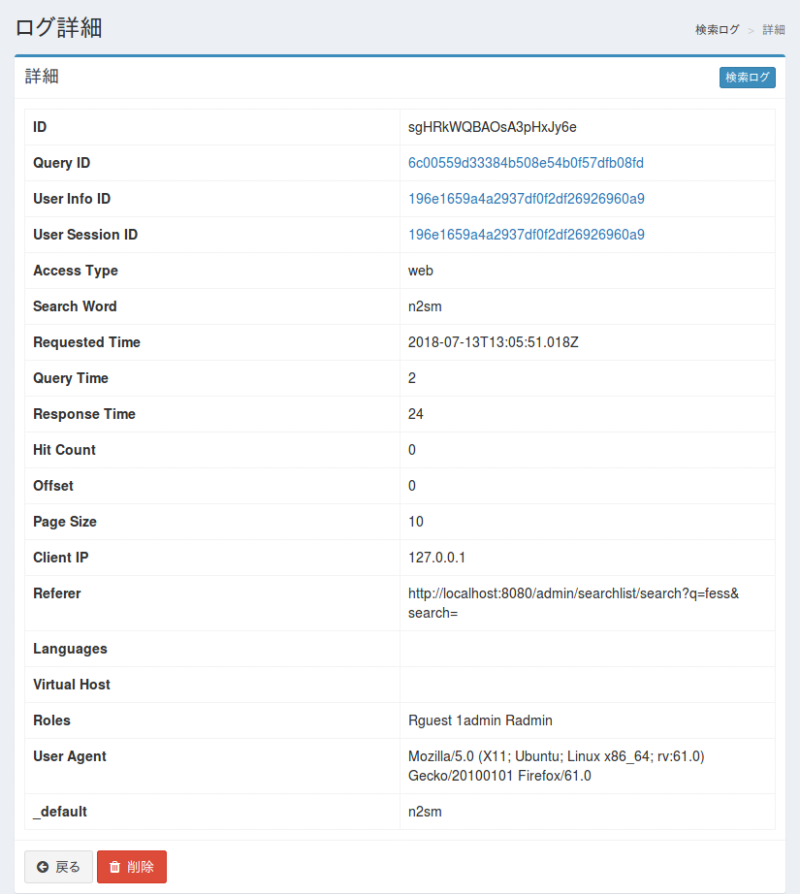 ログ詳細
検索ログ > 詳細
詳細
検索ログ
ID sgHRkWQBAOsA3pHxJy6e
Query ID 6c00559d33384b508e54b0f57dfb08fd
User Info ID 196e1659a4a2937df0f2df26926960a9
User Session ID 196e1659a4a2937df0f2df26926960a9
Access Type web
Search Word n2sm
Requested Time 2018-07-13T13:05:51.018Z
Query Time 2
Response Time 24
Hit Count 0
Offset 0
Page Size 10
Client IP 127.0.0.1
Referer http://localhost:8080/admin/searchlist/search?q=fess&
search=
Languages
Virtual Host
Roles Rguest 1admin Radmin
User Agent Mozilla/5.0 (X11; Ubuntu; Linux x86_64; rv:61.0)
Gecko/20100101 Firefox/61.0
_default n2sm
戻る 削除